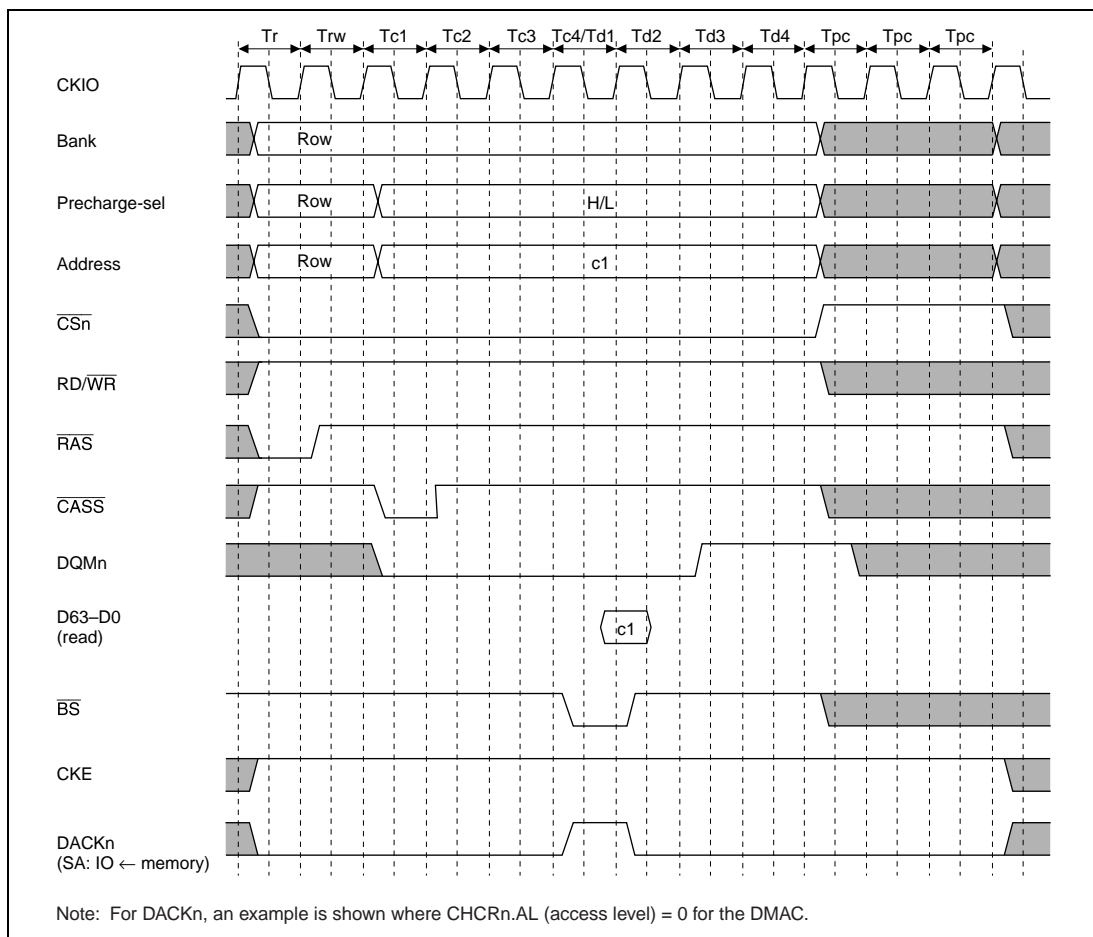 Tr Trw Tc1 Tc2 Tc3 Tc4/Td1 Td2 Td3 Td4 Tpc Tpc Tpc
CKIO
Bank Row
Precharge-sel Row H/L
Address Row c1
CSn
RD/WR
RAS
CASS
DQMn
D63–D0
(read)
c1
BS
CKE
DACKn
(SA: IO ← memory)
Note: For DACKn, an example is shown where CHCRn.AL (access level) = 0 for the DMAC.